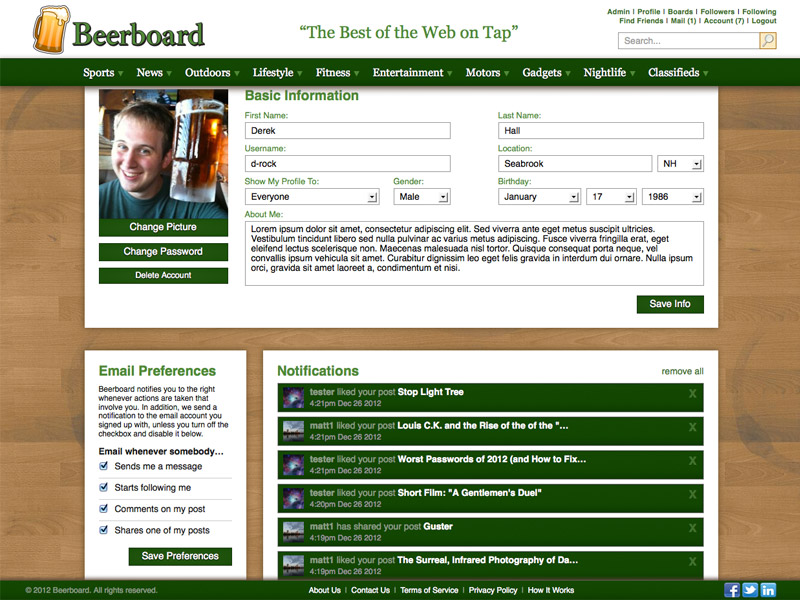 Beerboard
“The Best of the Web on Tap”
Admin | Profile | Boards | Followers | Following
Find Friends | Mail (1) | Account (7) | Logout
Search...
Sports News Outdoors Lifestyle Fitness Entertainment Motors Gadgets Nightlife Classifieds
Change Picture
Change Password
Delete Account
Basic Information
First Name: Last Name:
Derek Hall
Username: Location:
d-rock Seabrook NH
Show My Profile To: Gender: Birthday:
Everyone Male January 17 1986
About Me:
Lorem ipsum dolor sit amet, consectetur adipiscing elit. Sed viverra ante eget metus suscipit ultricies.
Vestibulum tincidunt libero sed nulla pulvinar ac varius metus adipiscing. Fusce viverra fringilla erat, eget
eleifend lectus scelerisque non. Maecenas malesuada nisl tortor. Quisque consequat porta neque, vel
convallis ipsum vehicula sit amet. Curabitur dignissim leo eget felis gravida in interdum dui ornare. Nulla ipsum
orci, gravida sit amet laoreet a, condimentum et nisi.
Save Info
Email Preferences
Beerboard notifies you to the right
whenever actions are taken that
involve you. In addition, we send a
notification to the email account you
signed up with, unless you turn off the
checkbox and disable it below.
Email whenever somebody...
Sends me a message
Starts following me
Comments on my post
Shares one of my posts
Save Preferences
Notifications remove all
tester liked your post Stop Light Tree X
4:21pm Dec 26 2012
matt1 liked your post Louis C.K. and the Rise of the of the "... X
4:21pm Dec 26 2012
tester liked your post Worst Passwords of 2012 (and How to Fix... X
4:21pm Dec 26 2012
tester liked your post Short Film: "A Gentlemen's Duel" X
4:20pm Dec 26 2012
matt1 has shared your post Guster X
4:19pm Dec 26 2012
matt1 liked your post The Surreal, Infrared Photography of Da... X
4:19pm Dec 26 2012
© 2012 Beerboard. All rights reserved.
About Us | Contact Us | Terms of Service | Privacy Policy | How It Works